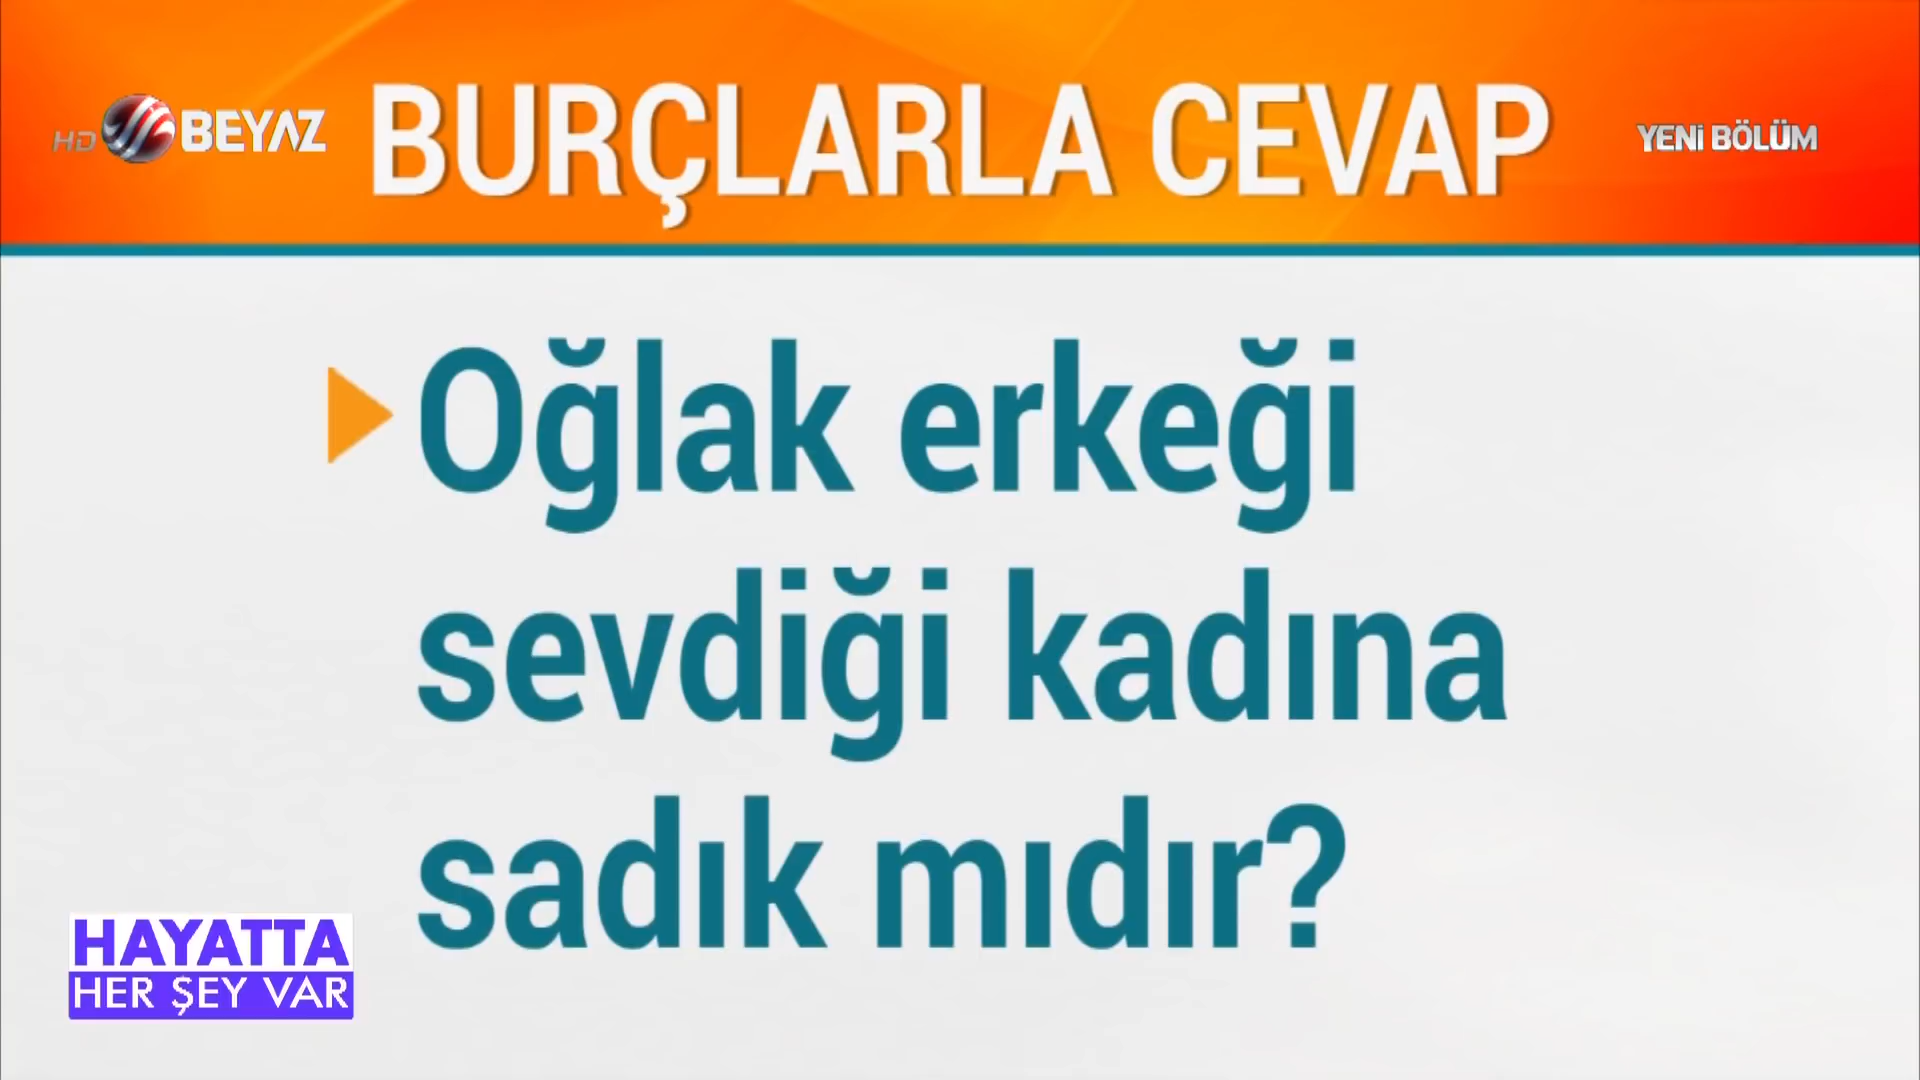 HD BEYAZ
BURÇLARLA CEVAP
YENİ BÖLÜM
Oğlak erkeği
sevdiği kadına
sadık mıdır?
HAYATTA
HER ŞEY VAR